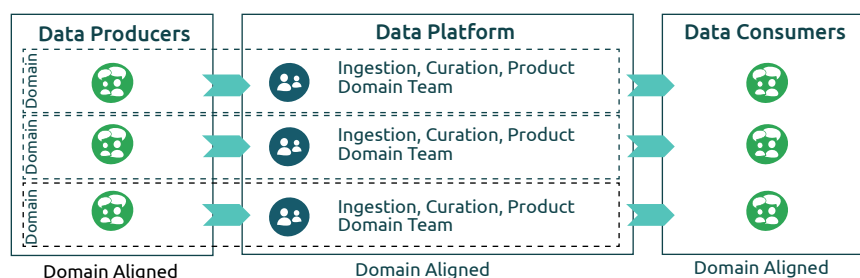 Data Producers
Data Platform
Data Consumers
Domain
Ingestion, Curation, Product
Domain Team
Domain
Ingestion, Curation, Product
Domain Team
Domain
Ingestion, Curation, Product
Domain Team
Domain Aligned
Domain Aligned
Domain Aligned